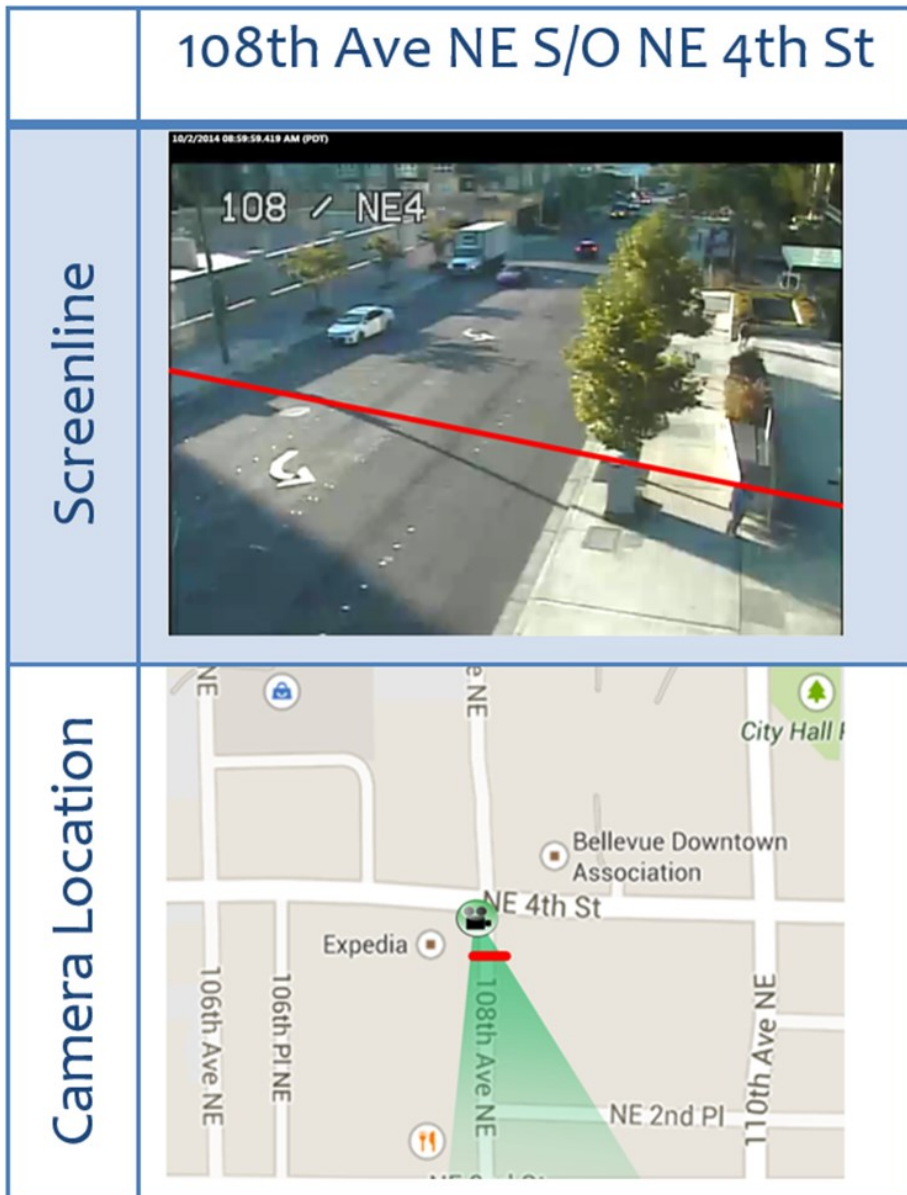 108th Ave NE S/O NE 4th St
Screenline
10/2/2014 08:59:59.419 AM (PDT)
108 / NE4
Camera Location
NE
e NE
City Hall
Bellevue Downtown
Association
NE 4th St
Expedia
106th Ave NE
106th Pl NE
108th Ave NE
110th Ave NE
NE 2nd Pl